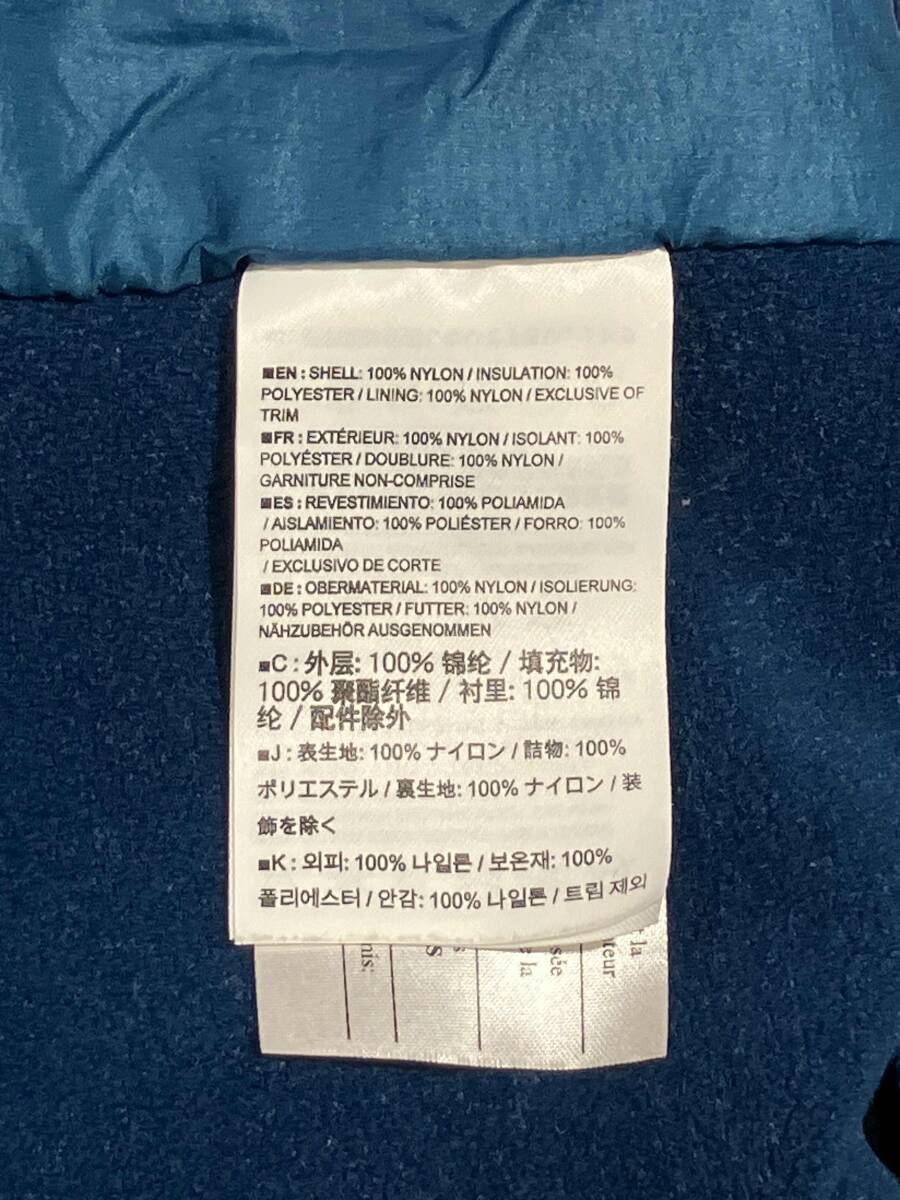 ■EN : SHELL: 100% NYLON / INSULATION: 100%
POLYESTER / LINING: 100% NYLON / EXCLUSIVE OF
TRIM
■FR : EXTÉRIEUR: 100% NYLON / ISOLANT: 100%
POLYÉSTER / DOUBLURE: 100% NYLON /
GARNITURE NON-COMPRISE
■ES : REVESTIMIENTO: 100% POLIAMIDA
/ AISLAMIENTO: 100% POLIÉSTER / FORRO: 100%
POLIAMIDA
/ EXCLUSIVO DE CORTE
■DE : OBERMATERIAL: 100% NYLON / ISOLIERUNG:
100% POLYESTER / FUTTER: 100% NYLON /
NÄHZUBEHÖR AUSGENOMMEN
■C : 外层: 100% 锦纶 / 填充物:
100% 聚酯纤维 / 衬里: 100% 锦
纶 / 配件除外
■J : 表生地: 100% ナイロン / 詰物: 100%
ポリエステル / 裏生地: 100% ナイロン / 装
飾を除く
■K : 외피: 100% 나일론 / 보온재: 100%
폴리에스터 / 안감: 100% 나일론 / 트림 제외
la
uteur
sée
e la
S
nis: